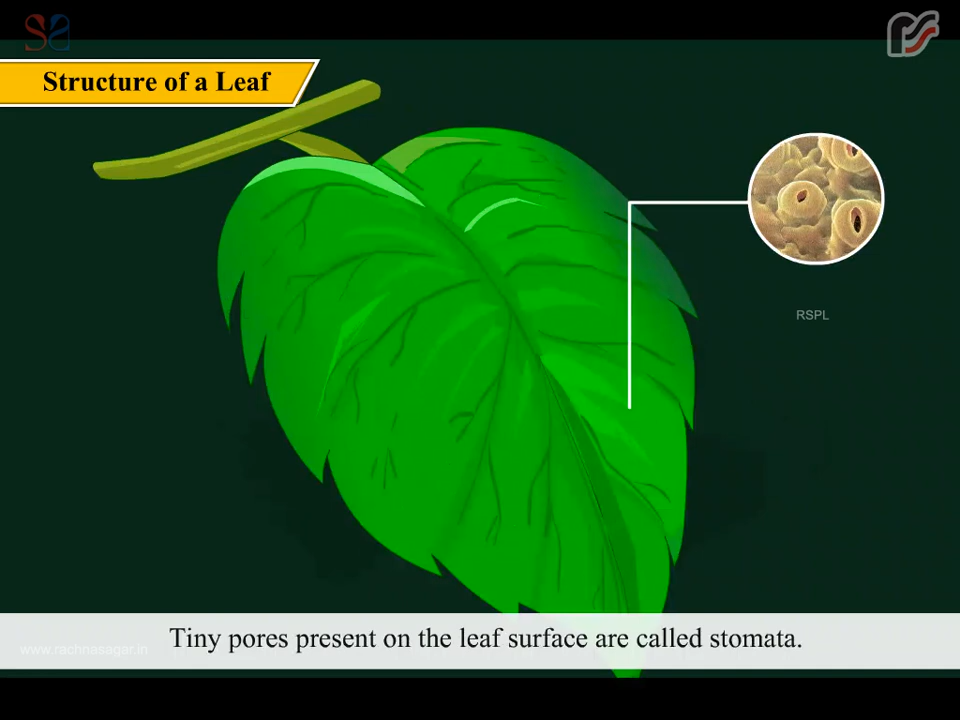 Structure of a Leaf
RSPL
Tiny pores present on the leaf surface are called stomata.
www.rachnasagar.in